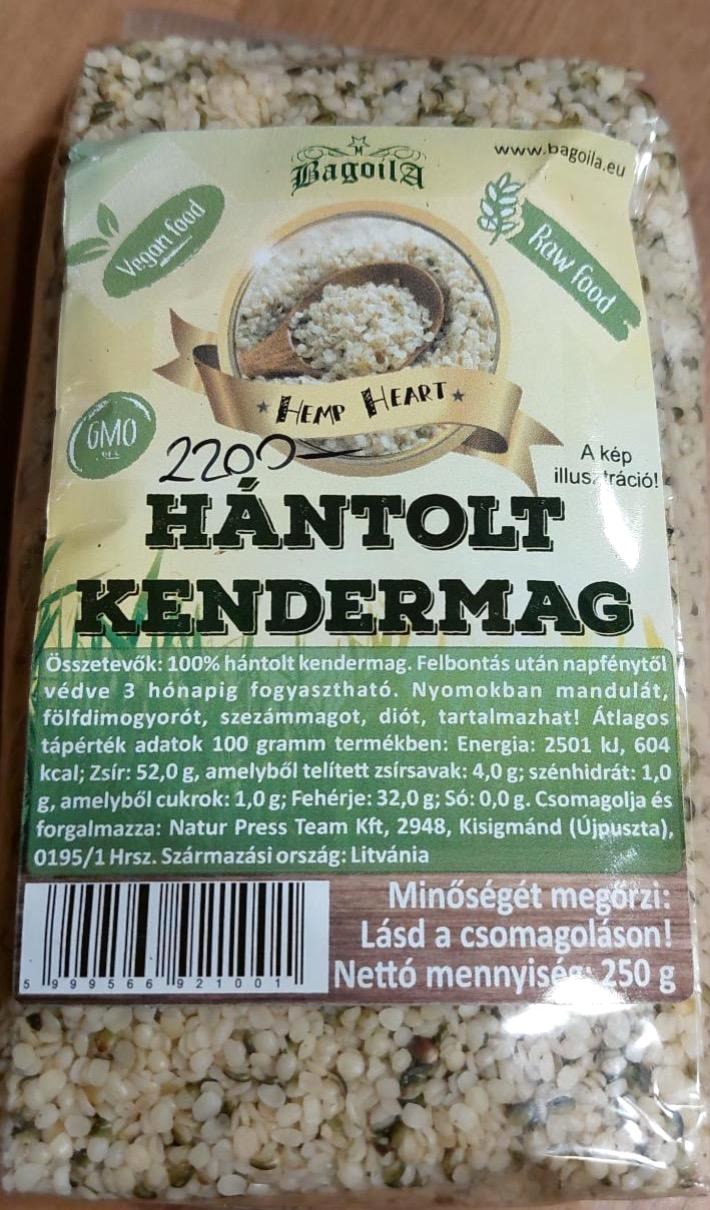 BagoilA
www.bagoila.eu
Vegan food
Raw food
★ HEMP HEART ★
GMO
2200
A kép
illusztráció!
HÁNTOLT
KENDERMAG
Összetevők: 100% hántolt kendermag. Felbontás után napfénytől
védve 3 hónapig fogyasztható. Nyomokban mandulát,
fölfdimogyorót, szezámmagot, diót, tartalmazhat! Átlagos
tápérték adatok 100 gramm termékben: Energia: 2501 kJ, 604
kcal; Zsír: 52,0 g, amelyből telített zsírsavak: 4,0 g; szénhidrát: 1,0
g, amelyből cukrok: 1,0 g; Fehérje: 32,0 g; Só: 0,0 g. Csomagolja és
forgalmazza: Natur Press Team Kft, 2948, Kisigmánd (Újpuszta),
0195/1 Hrsz. Származási ország: Litvánia
Minőségét megőrzi:
Lásd a csomagoláson!
Nettó mennyiség: 250 g
5 999566 921001